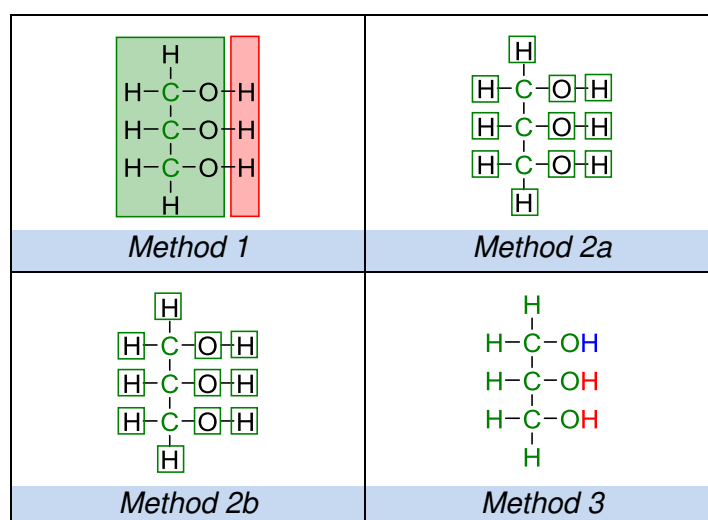 H
H–C–O–H
H–C–O–H
H–C–O–H
H
Method 1
H
H–C–O–H
H–C–O–H
H–C–O–H
H
Method 2a
H
H–C–O–H
H–C–O–H
H–C–O–H
H
Method 2b
H
H–C–OH
H–C–OH
H–C–OH
H
Method 3